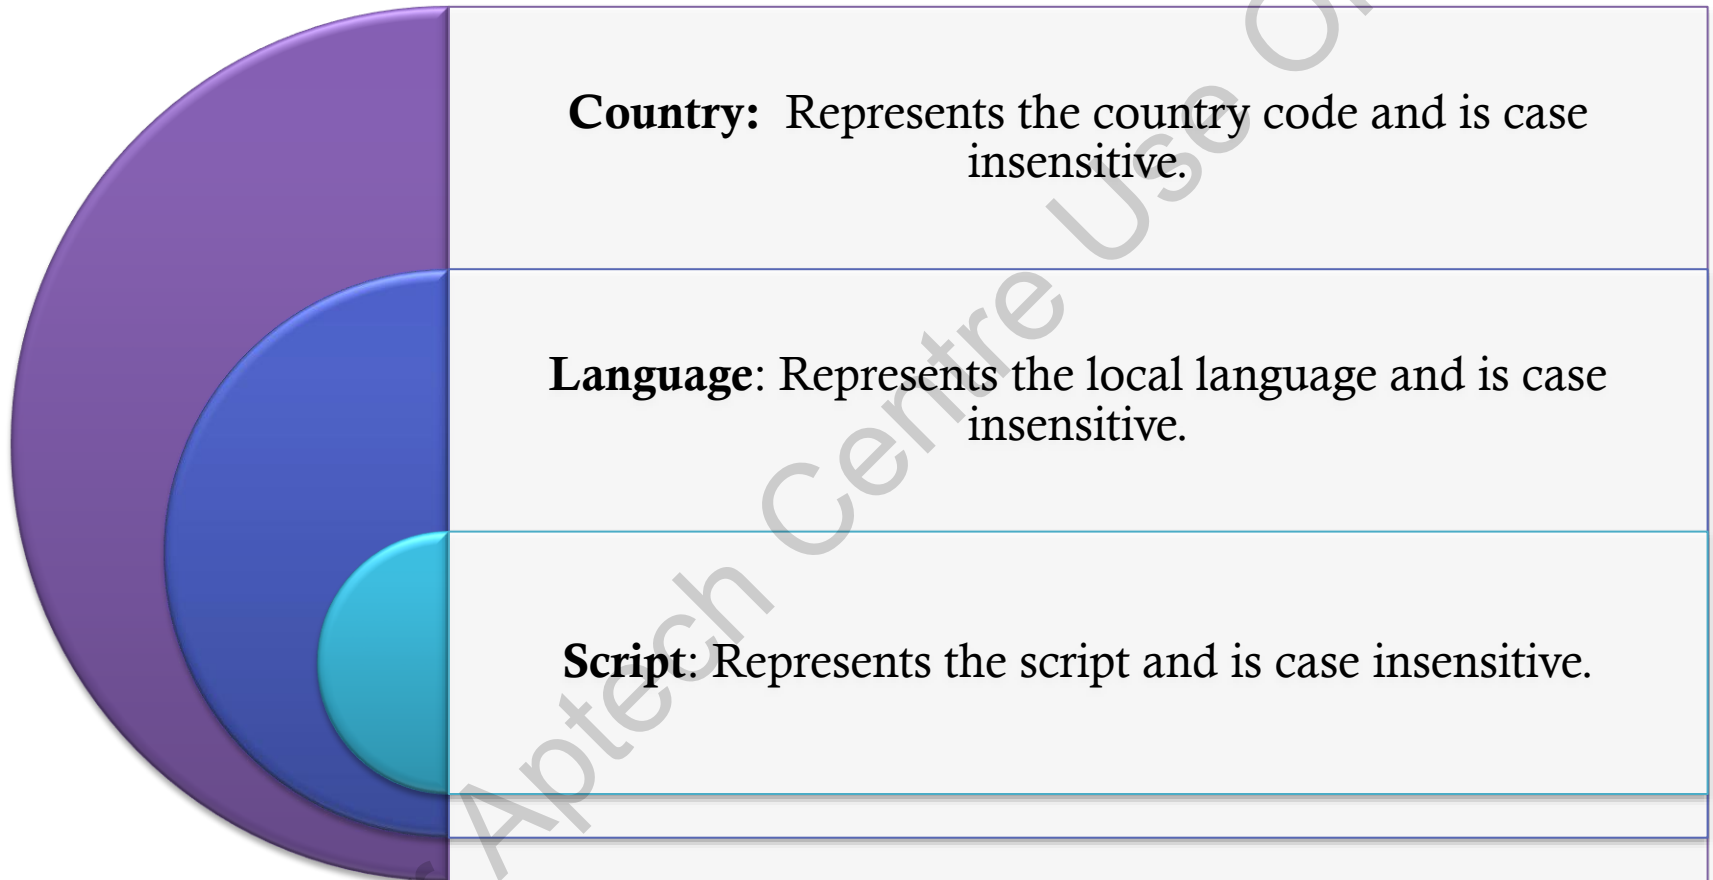 Country: Represents the country code and is case
insensitive.
Language: Represents the local language and is case
insensitive.
Script: Represents the script and is case insensitive.
Aptech Centre Use